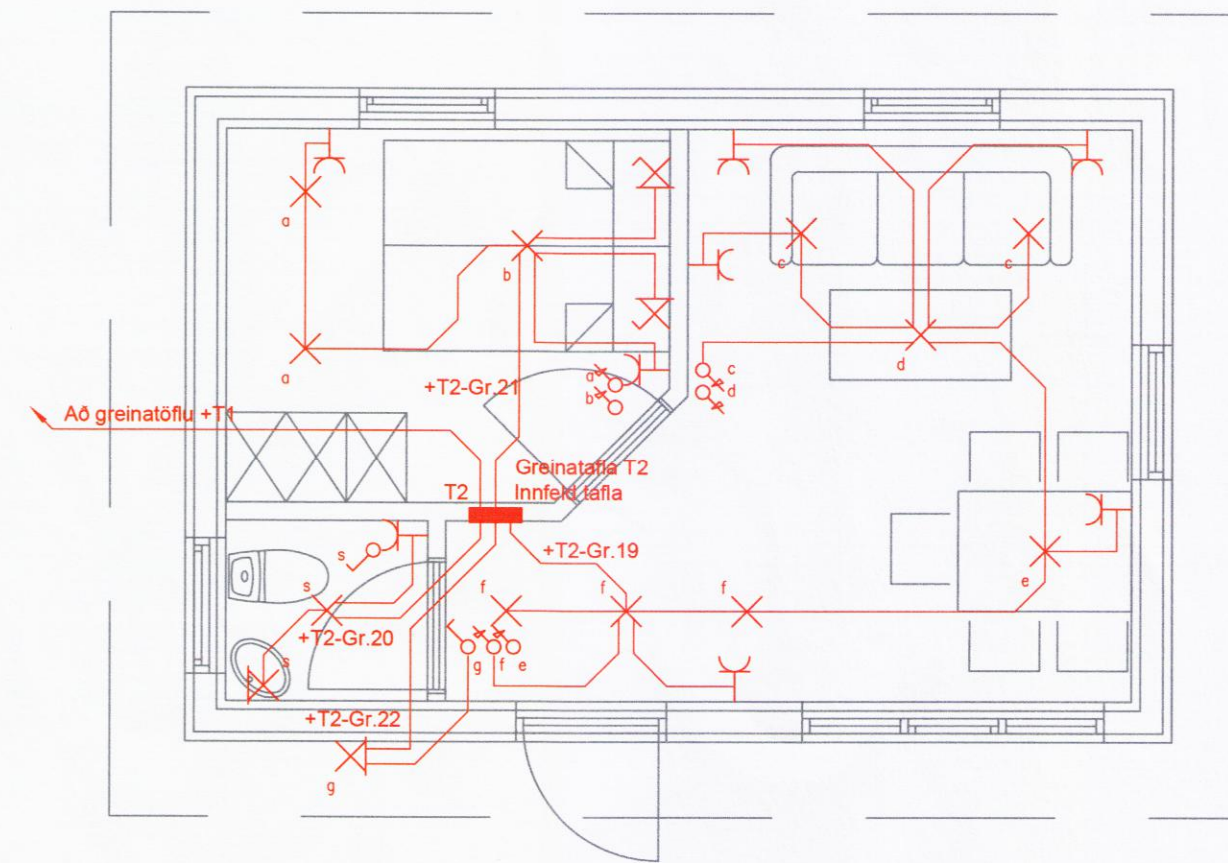 a
b
c
c
a
d
+T2-Gr.21
a
b
c
d
Að greinatöflu +T1
Greinatafla T2
T2
Innfeld tafla
+T2-Gr.19
s
s
f
f
f
e
+T2-Gr.20
s
g
f
e
+T2-Gr.22
g